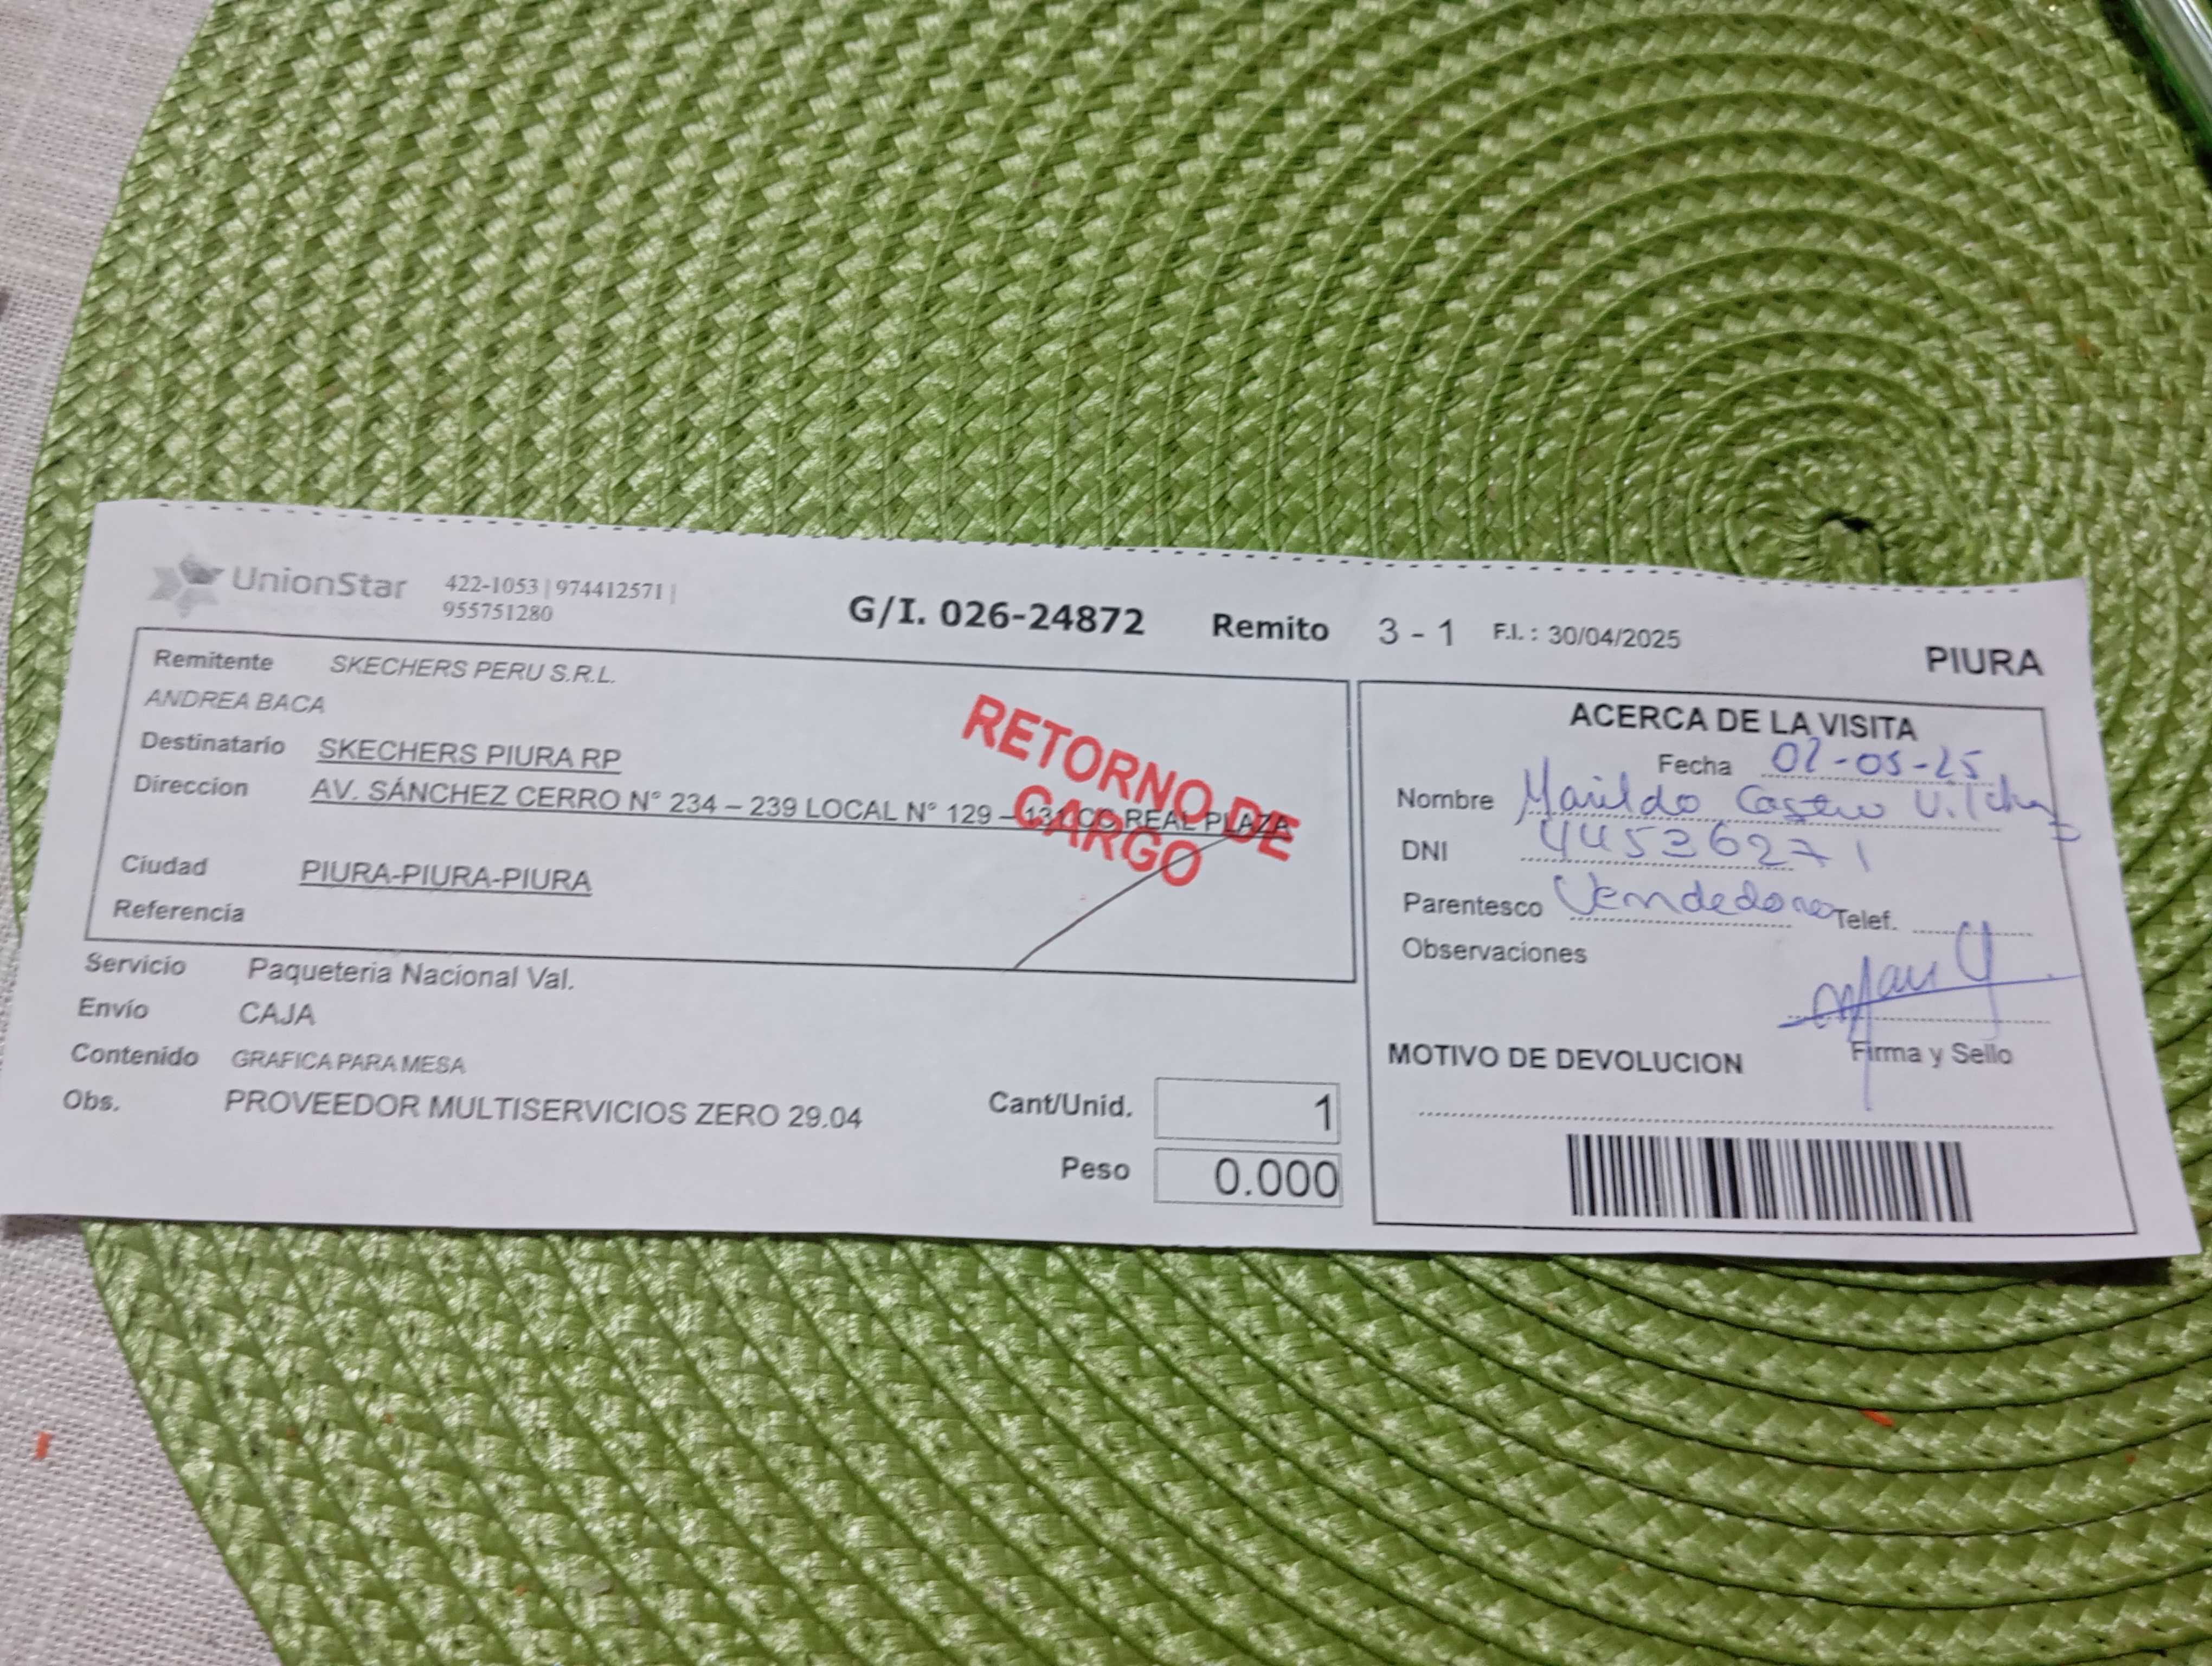 UnionStar 422-1053 | 974412571 |
955751280
G/I. 026-24872 Remito 3 - 1 F.I. : 30/04/2025 PIURA
Remitente SKECHERS PERU S.R.L.
ANDREA BACA
Destinatario SKECHERS PIURA RP
Direccion AV. SÁNCHEZ CERRO N° 234 – 239 LOCAL N° 129 – 131 CC REAL PLAZA
Ciudad PIURA-PIURA-PIURA
Referencia
RETORNO DE
CARGO
Servicio Paqueteria Nacional Val.
Envío CAJA
Contenido GRAFICA PARA MESA
Obs. PROVEEDOR MULTISERVICIOS ZERO 29.04
Cant/Unid. 1
Peso 0.000
ACERCA DE LA VISITA
Fecha 02-05-25
Nombre Castro Vilchez
DNI 44536271
Parentesco Vendedora Telef.
Observaciones
Firma y Sello
MOTIVO DE DEVOLUCION